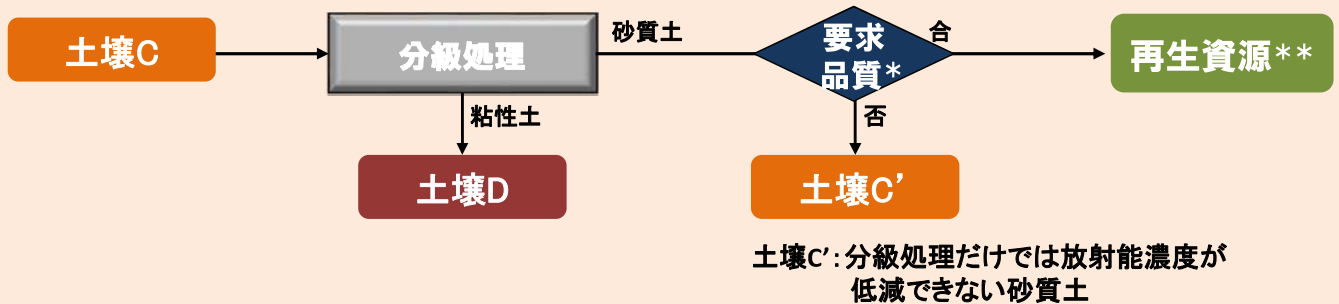 土壌C
分級処理
砂質土
要求
品質*
合
再生資源**
粘性土
否
土壌D
土壌C’
土壌C’:分級処理だけでは放射能濃度が
低減できない砂質土